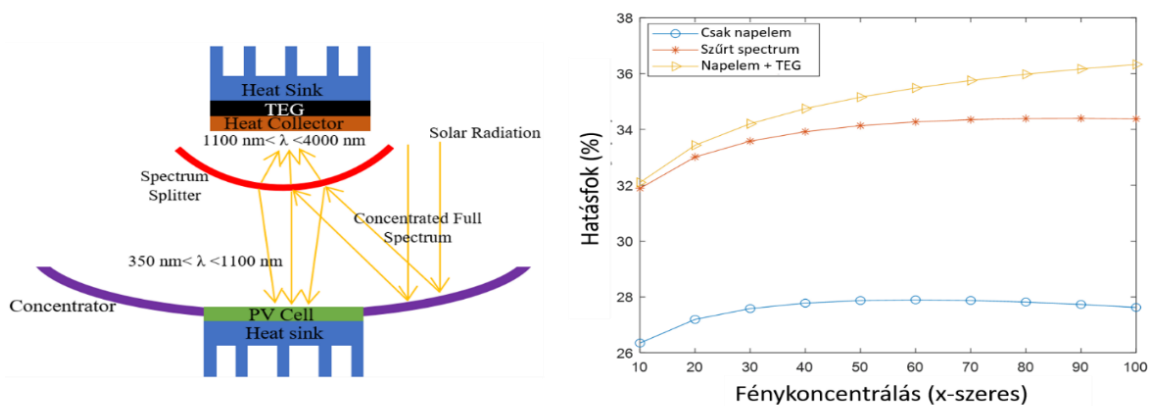 Heat Sink
TEG
Heat Collector
1100 nm< λ <4000 nm
Solar Radiation
Spectrum
Splitter
Concentrated Full
Spectrum
350 nm< λ <1100 nm
Concentrator
PV Cell
Heat sink
Csak napelem
Szűrt spectrum
Napelem + TEG
Hatásfok (%)
38
36
34
32
30
28
26
10 20 30 40 50 60 70 80 90 100
Fénykoncentrálás (x-szeres)